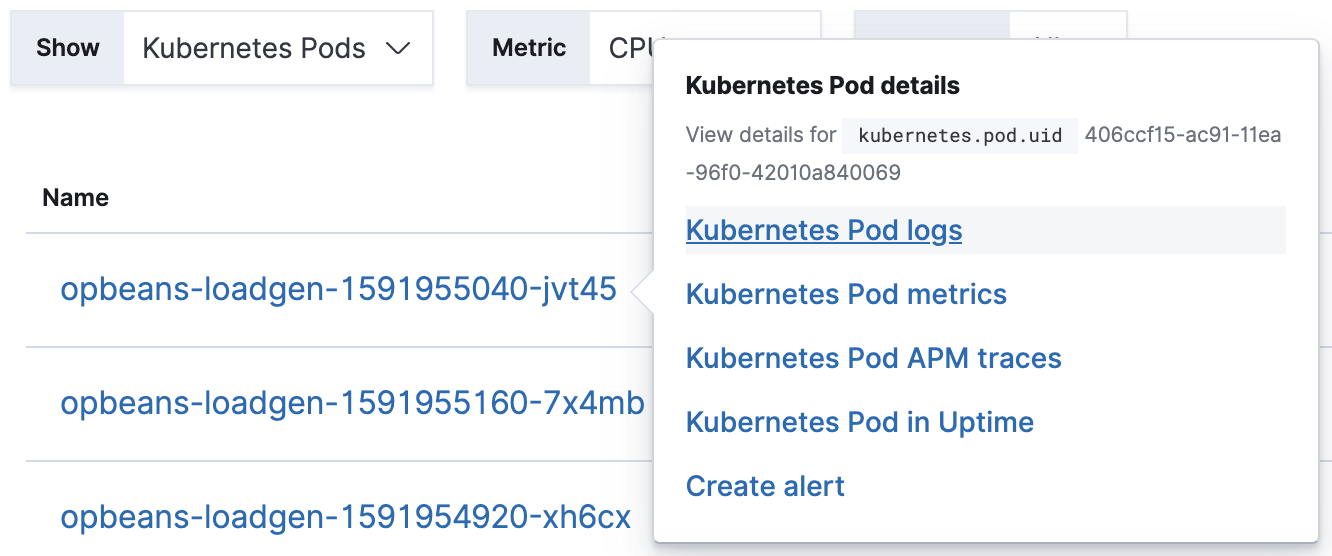 Show Kubernetes Pods Metric
Kubernetes Pod details
View details for kubernetes.pod.uid 406ccf15-ac91-11ea
-96f0-42010a840069
Name
Kubernetes Pod logs
opbeans-loadgen-1591955040-jvt45
Kubernetes Pod metrics
Kubernetes Pod APM traces
opbeans-loadgen-1591955160-7x4mb
Kubernetes Pod in Uptime
Create alert
opbeans-loadgen-1591954920-xh6cx